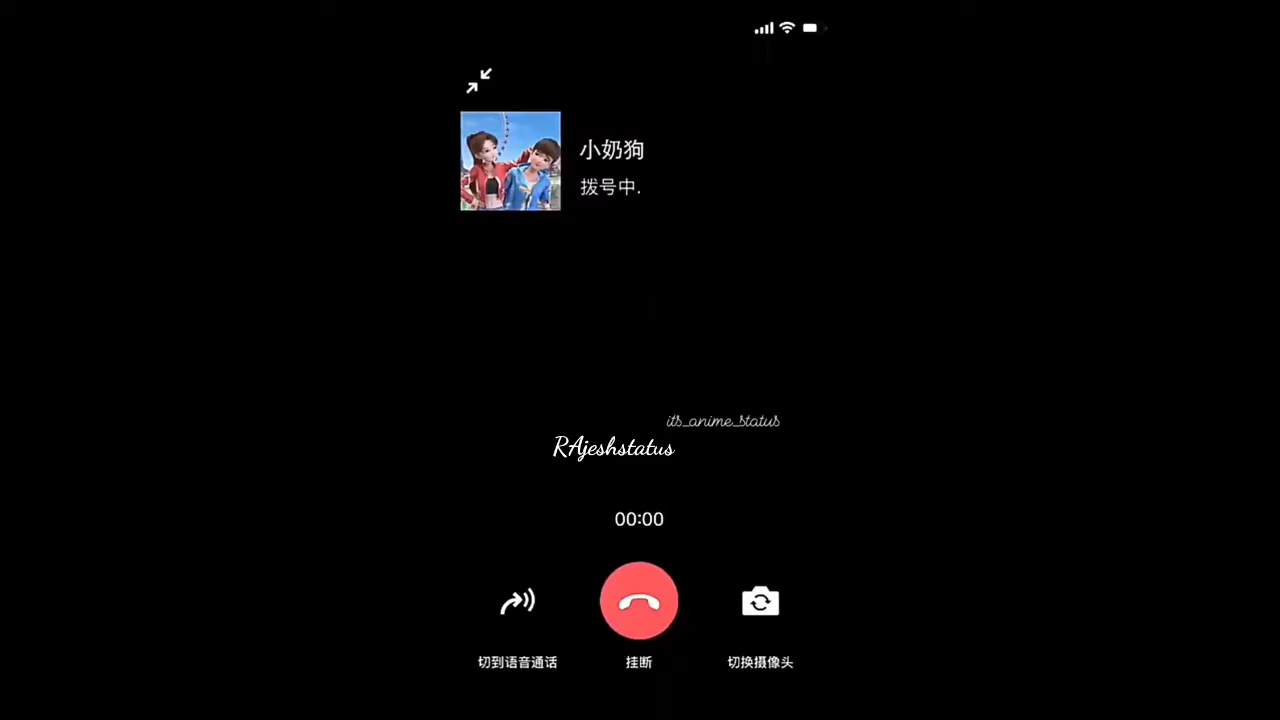 小奶狗
拨号中.
its_anime_status
RAjeshstatus
00:00
切到语音通话
挂断
切换摄像头